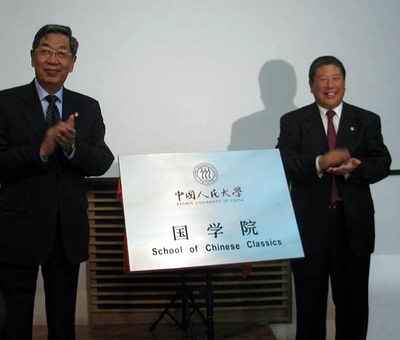 中国人民大学
RENMIN UNIVERSITY OF CHINA
国学院
School of Chinese Classics